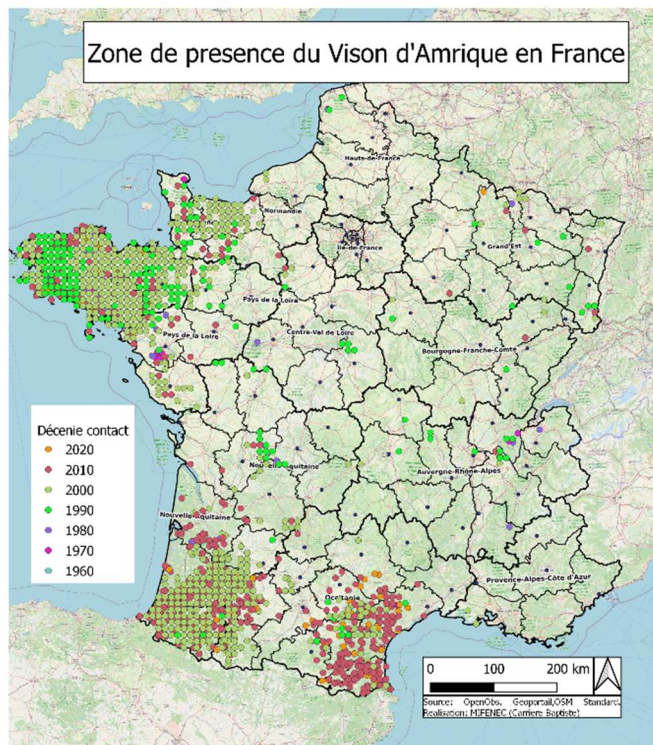 Zone de presence du Vison d'Amrique en France
Hauts-de-France
Normandie
Île-de-France
Grand Est
Pays de la Loire
Pays de la Loire
Centre-Val de Loire
Bourgogne-Franche-Comté
Décenie contact
2020
2010
2000
1990
1980
1970
1960
Nouvelle-Aquitaine
Auvergne-Rhône-Alpes
Nouvelle-Aquitaine
Provence-Alpes-Côte d'Azur
Occitanie
0 100 200 km
Source: OpenObs, Geoportail,OSM Standard.
Realisation: MIFENEC (Carriere Baptiste)